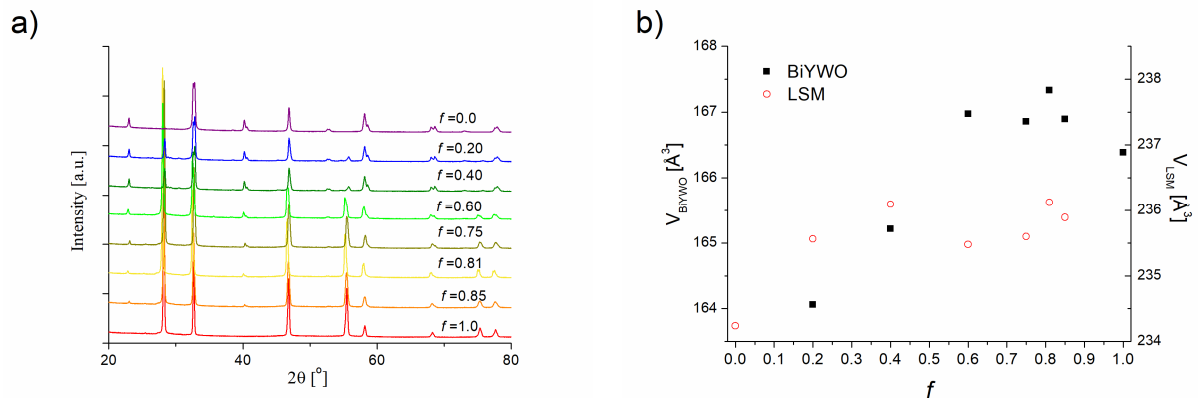 a)
Intensity [a.u.]
f =0.0
f =0.20
f =0.40
f =0.60
f =0.75
f =0.81
f =0.85
f =1.0
20 40 60 80
2θ [°]
b)
168
167
166
165
164
V BiYWO [Å3]
BiYWO
LSM
238
237
236
235
234
V LSM [Å3]
0.0 0.1 0.2 0.3 0.4 0.5 0.6 0.7 0.8 0.9 1.0
f